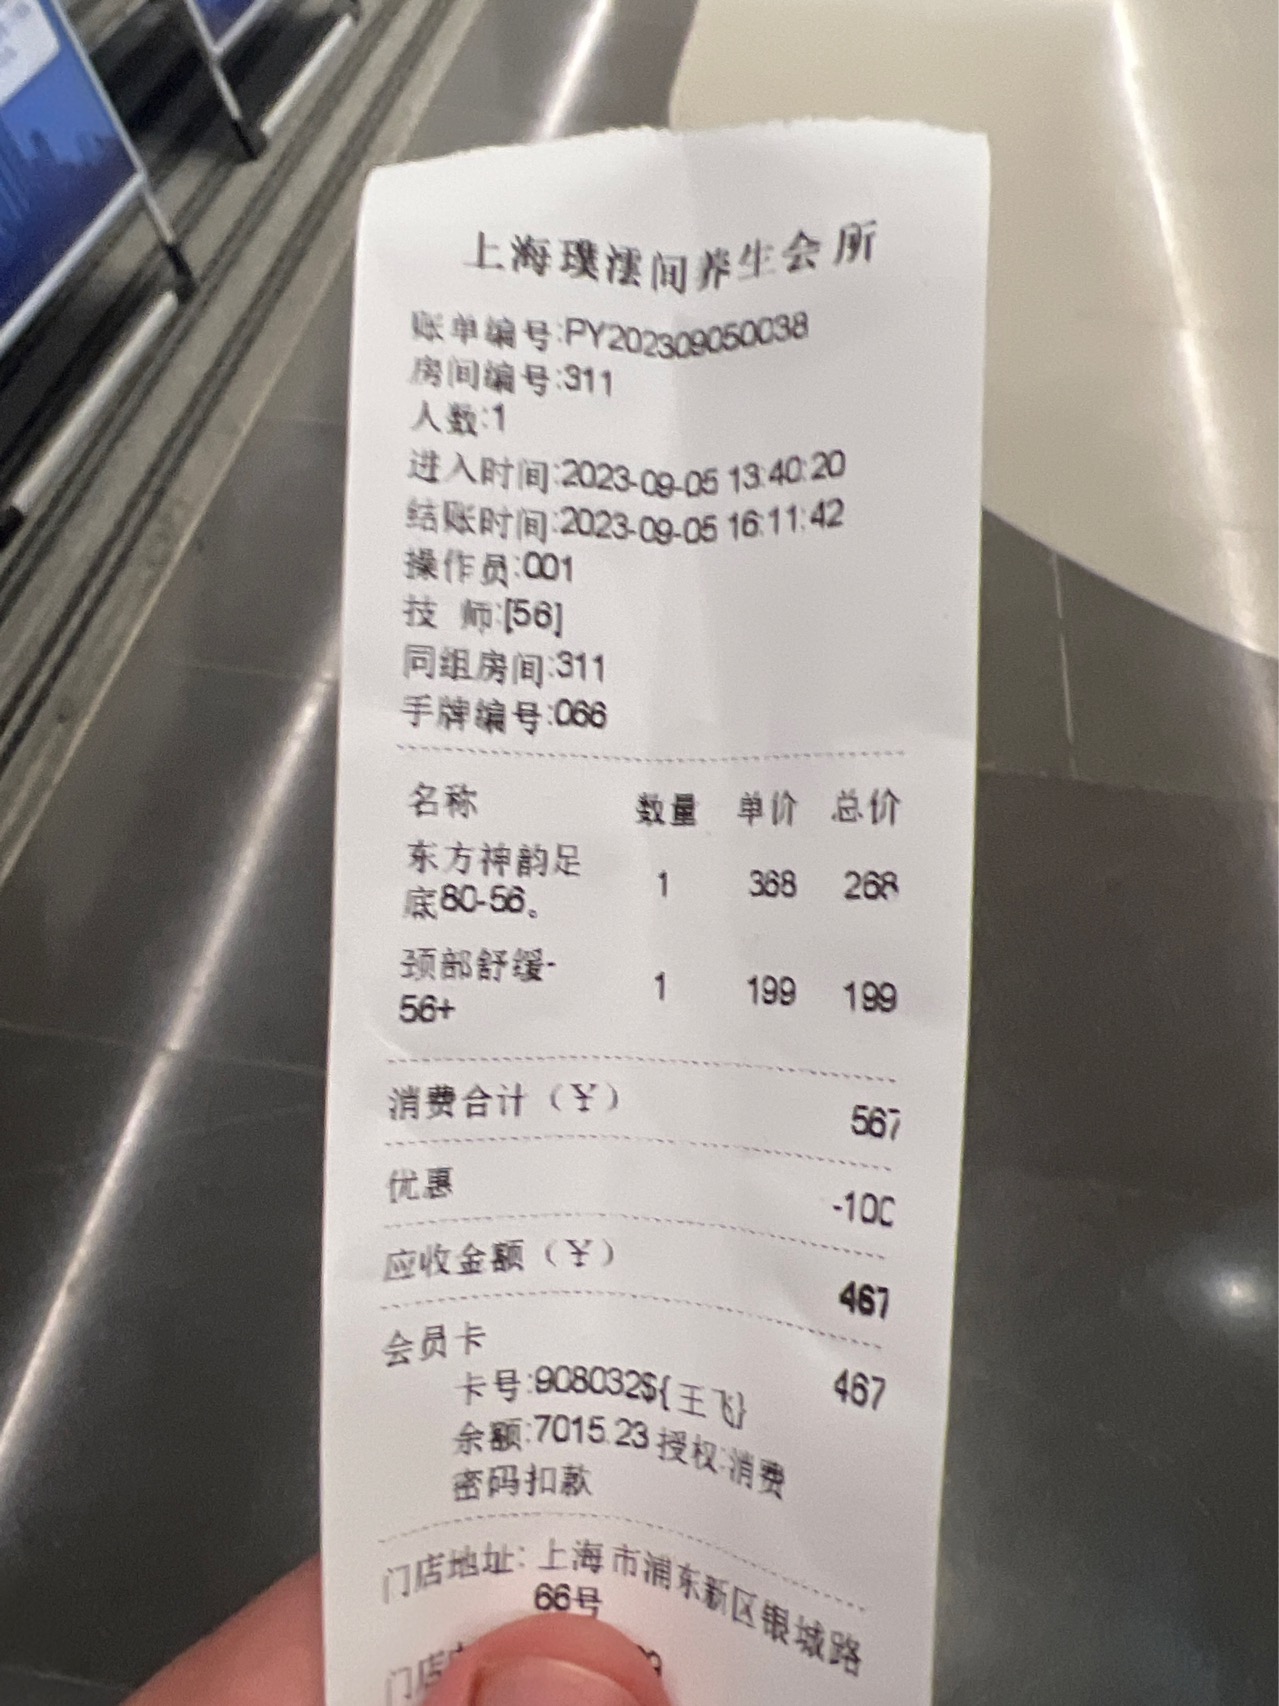 上海璞澐间养生会所
账单编号:PY202309050038
房间编号:311
人数:1
进入时间:2023-09-05 13:40:20
结账时间:2023-09-05 16:11:42
操作员:001
技 师:[56]
同组房间:311
手牌编号:066
名称 数量 单价 总价
东方神韵足底80-56。 1 368 268
颈部舒缓-56+ 1 199 199
消费合计（¥） 567
优惠 -100
应收金额（¥） 467
会员卡 467
卡号:908032${王飞}
余额:7015.23 授权:消费
密码扣款
门店地址: 上海市浦东新区银城路
66号
门店